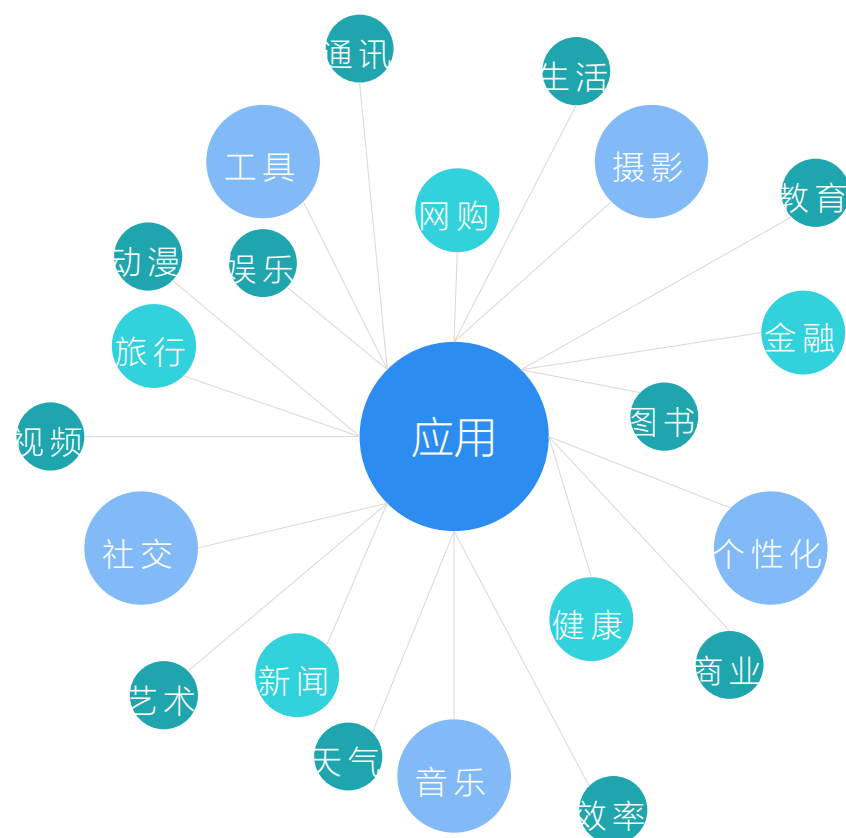 通讯
生活
工具
摄影
教育
网购
动漫
娱乐
金融
旅行
图书
应用
视频
社交
个性化
健康
商业
新闻
艺术
天气
音乐
效率